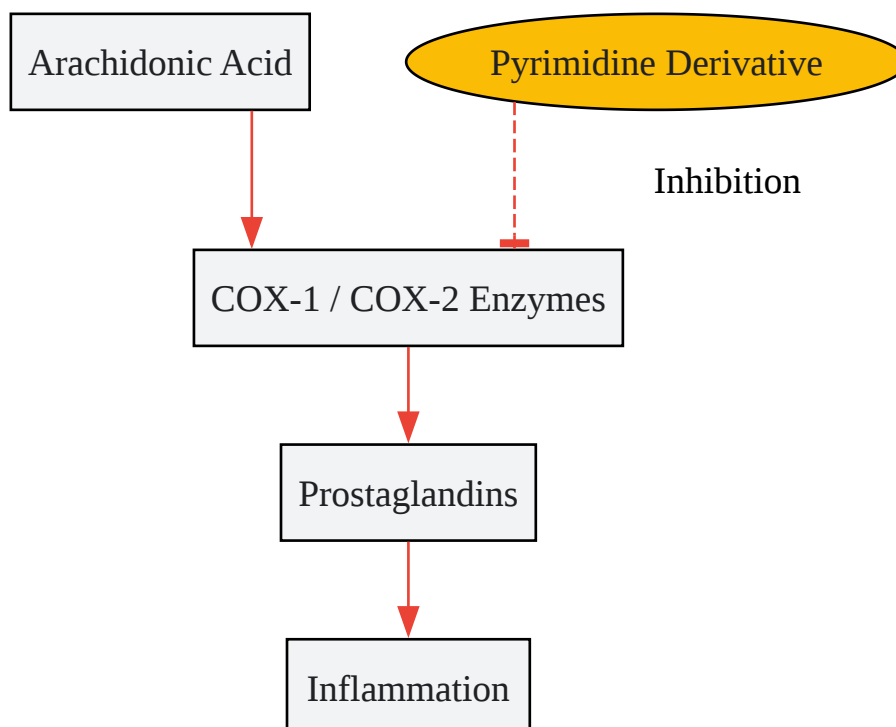 Arachidonic Acid
Pyrimidine Derivative
Inhibition
COX-1 / COX-2 Enzymes
Prostaglandins
Inflammation